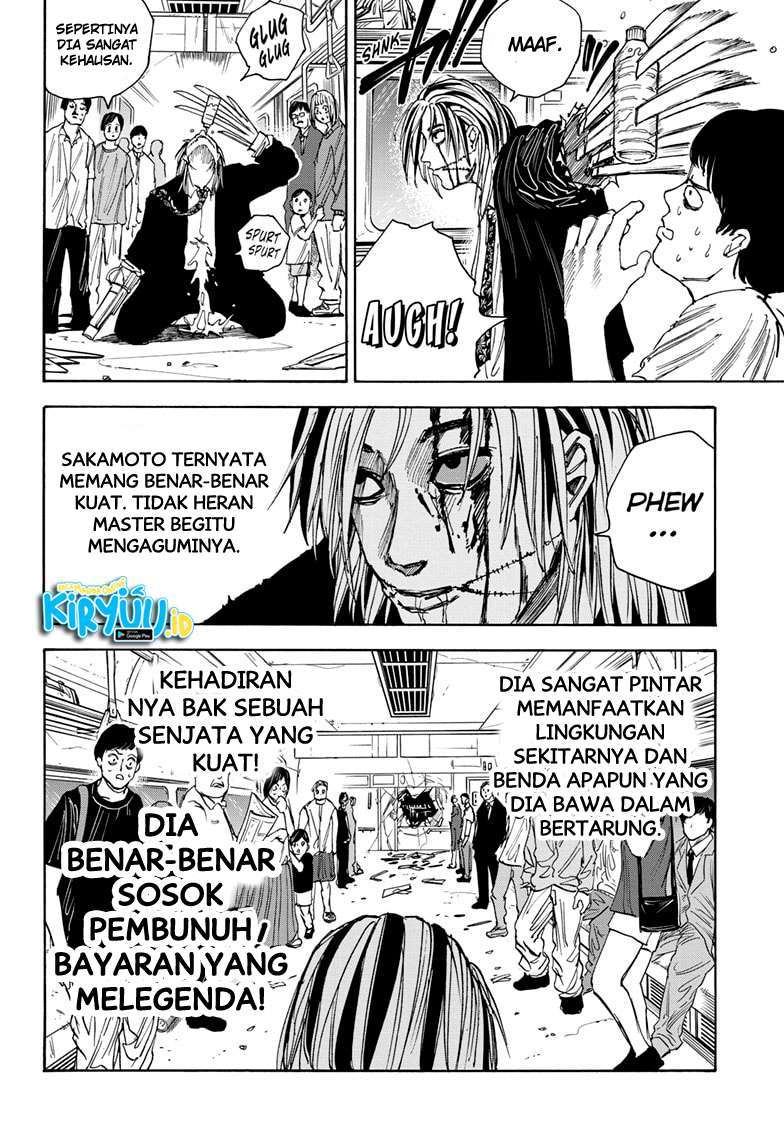 MAAF.
SHNK
AUGH!
SEPERTINYA
DIA SANGAT
KEHAUSAN.
GLUG
GLUG
SPURT
SPURT
PHEW
...
SAKAMOTO TERNYATA
MEMANG BENAR-BENAR
KUAT. TIDAK HERAN
MASTER BEGITU
MENGAGUMINYA.
KIRYUU.ID
Google Play
DIA SANGAT PINTAR
MEMANFAATKAN
LINGKUNGAN
SEKITARNYA DAN
BENDA APAPUN YANG
DIA BAWA DALAM
BERTARUNG.
KEHADIRAN
NYA BAK SEBUAH
SENJATA YANG
KUAT!
DIA
BENAR-BENAR
SOSOK
PEMBUNUH
BAYARAN YANG
MELEGENDA!